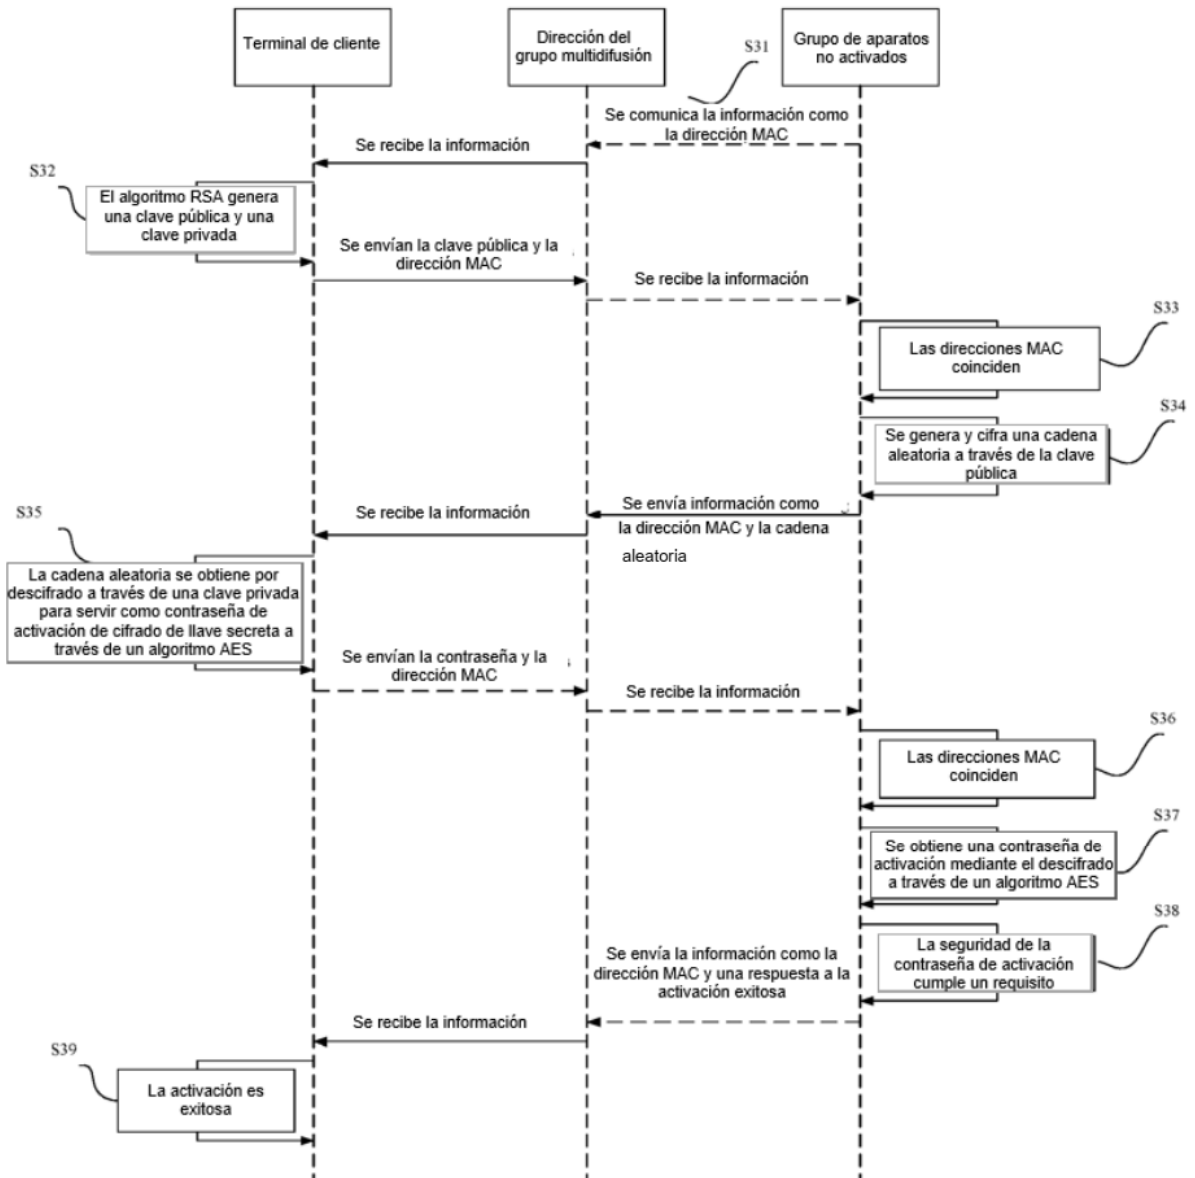 Terminal de cliente
Dirección del
grupo multidifusión
Grupo de aparatos
no activados
S31
Se comunica la información como
la dirección MAC
Se recibe la información
S32
El algoritmo RSA genera
una clave pública y una
clave privada
Se envían la clave pública y la
dirección MAC
Se recibe la información
S33
Las direcciones MAC
coinciden
S34
Se genera y cifra una cadena
aleatoria a través de la clave
pública
Se envía información como
la dirección MAC y la cadena
aleatoria
Se recibe la información
S35
La cadena aleatoria se obtiene por
descifrado a través de una clave privada
para servir como contraseña de
activación de cifrado de llave secreta a
través de un algoritmo AES
Se envían la contraseña y la
dirección MAC
Se recibe la información
S36
Las direcciones MAC
coinciden
S37
Se obtiene una contraseña de
activación mediante el descifrado
a través de un algoritmo AES
S38
La seguridad de la
contraseña de activación
cumple un requisito
Se envía la información como la
dirección MAC y una respuesta a la
activación exitosa
Se recibe la información
S39
La activación es
exitosa